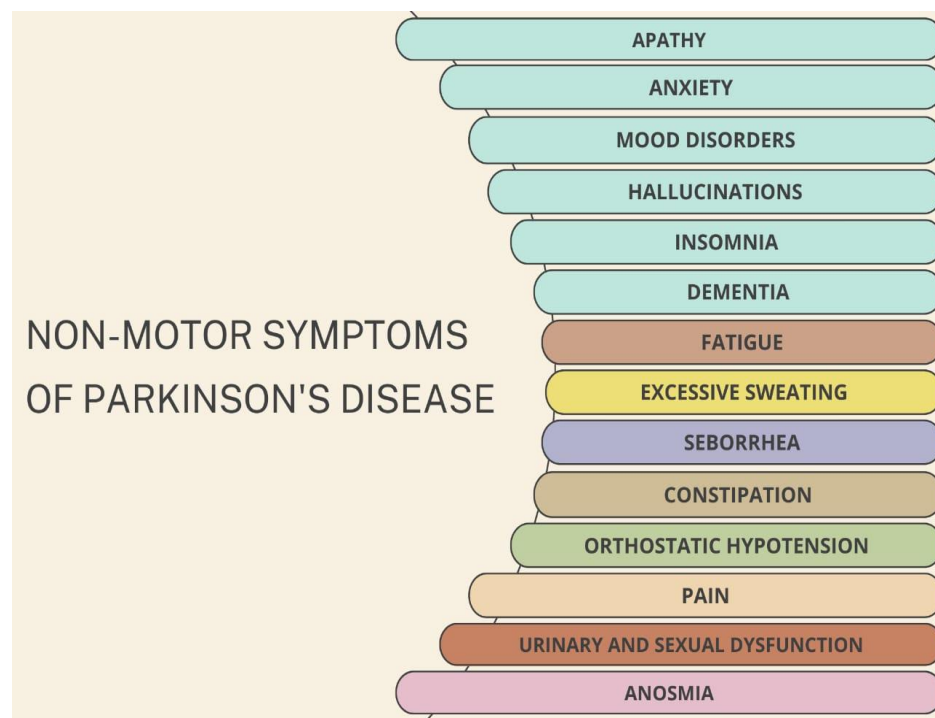 NON-MOTOR SYMPTOMS
OF PARKINSON'S DISEASE
APATHY
ANXIETY
MOOD DISORDERS
HALLUCINATIONS
INSOMNIA
DEMENTIA
FATIGUE
EXCESSIVE SWEATING
SEBORRHEA
CONSTIPATION
ORTHOSTATIC HYPOTENSION
PAIN
URINARY AND SEXUAL DYSFUNCTION
ANOSMIA